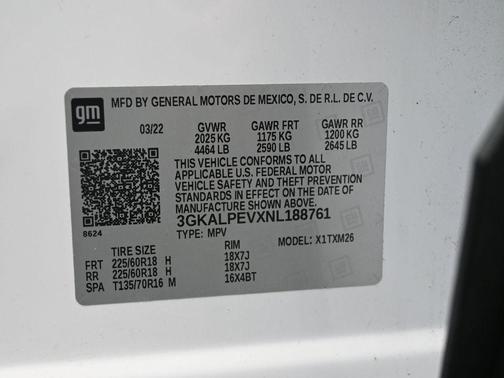 gm
MFD BY GENERAL MOTORS DE MEXICO, S. DE R.L. DE C.V.
03/22 GVWR GAWR FRT GAWR RR
2025 KG 1175 KG 1200 KG
4464 LB 2590 LB 2645 LB
THIS VEHICLE CONFORMS TO ALL
APPLICABLE U.S. FEDERAL MOTOR
VEHICLE SAFETY AND THEFT PREVENTION
STANDARDS IN EFFECT ON THE DATE OF
MANUFACTURE SHOWN ABOVE.
3GKALPEVXNL188761
8624 TYPE: MPV MODEL: X1TXM26
TIRE SIZE RIM
FRT 225/60R18 H 18X7J
RR 225/60R18 H 18X7J
SPA T135/70R16 M 16X4BT